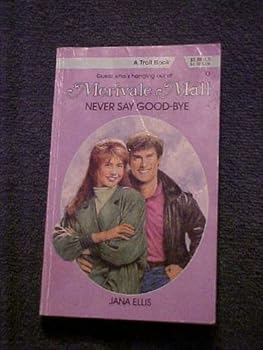 A Troll Book
Guess who's hanging out at
Merivale Mall
NEVER SAY GOOD-BYE
JANA ELLIS